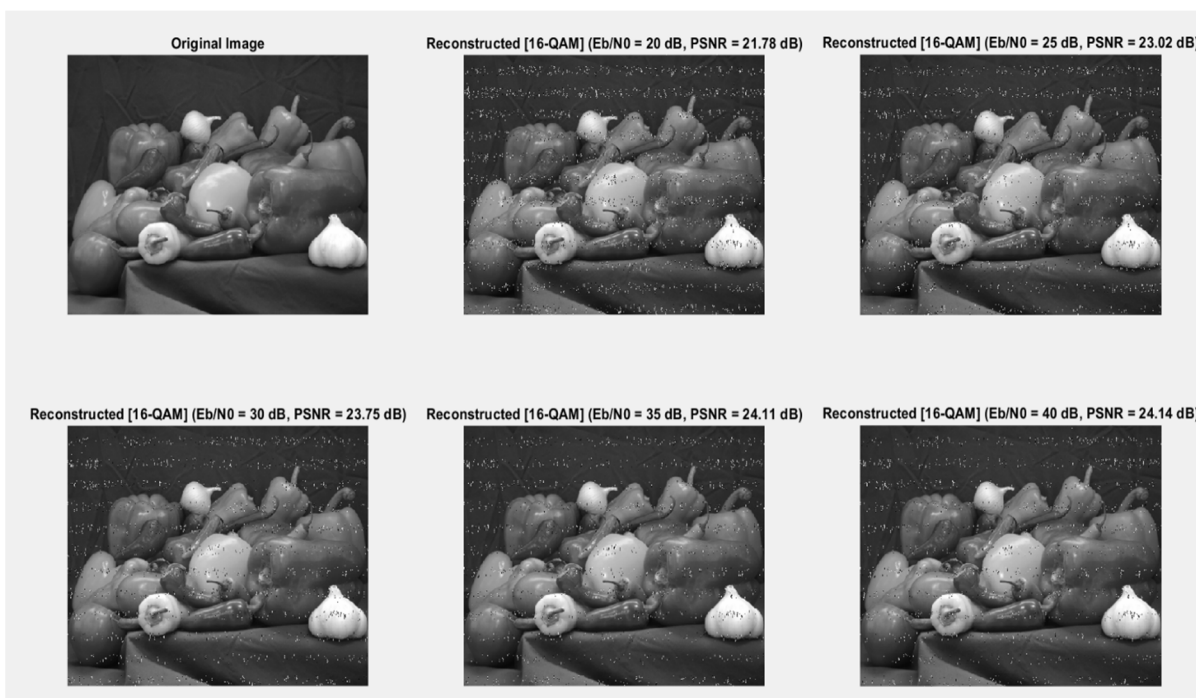 Original Image
Reconstructed [16-QAM] (Eb/N0 = 20 dB, PSNR = 21.78 dB)
Reconstructed [16-QAM] (Eb/N0 = 25 dB, PSNR = 23.02 dB)
Reconstructed [16-QAM] (Eb/N0 = 30 dB, PSNR = 23.75 dB)
Reconstructed [16-QAM] (Eb/N0 = 35 dB, PSNR = 24.11 dB)
Reconstructed [16-QAM] (Eb/N0 = 40 dB, PSNR = 24.14 dB)